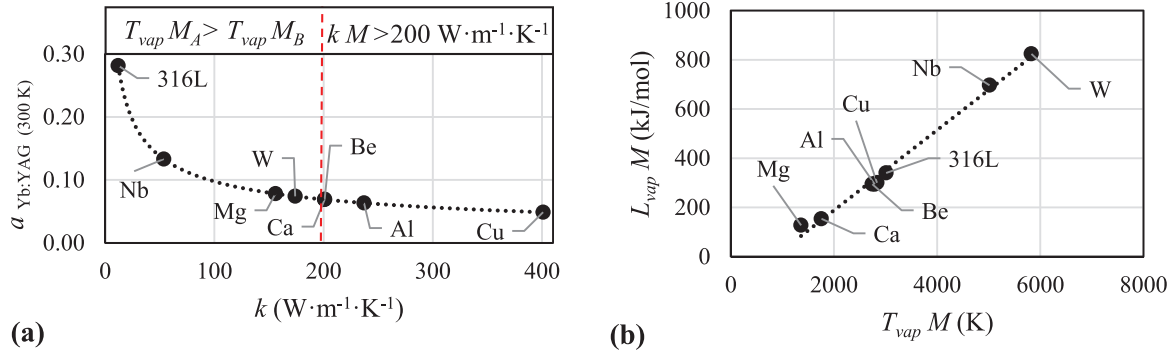 T_vap M_A > T_vap M_B
k M >200 W·m⁻¹·K⁻¹
0.30
0.20
0.10
0.00
a Yb:YAG (300 K)
316L
Nb
Mg
W
Ca
Be
Al
Cu
0
100
200
300
400
k (W·m⁻¹·K⁻¹)
(a)
1000
800
600
400
200
0
L_vap M (kJ/mol)
Nb
W
Cu
Al
316L
Mg
Be
Ca
0
2000
4000
6000
8000
T_vap M (K)
(b)